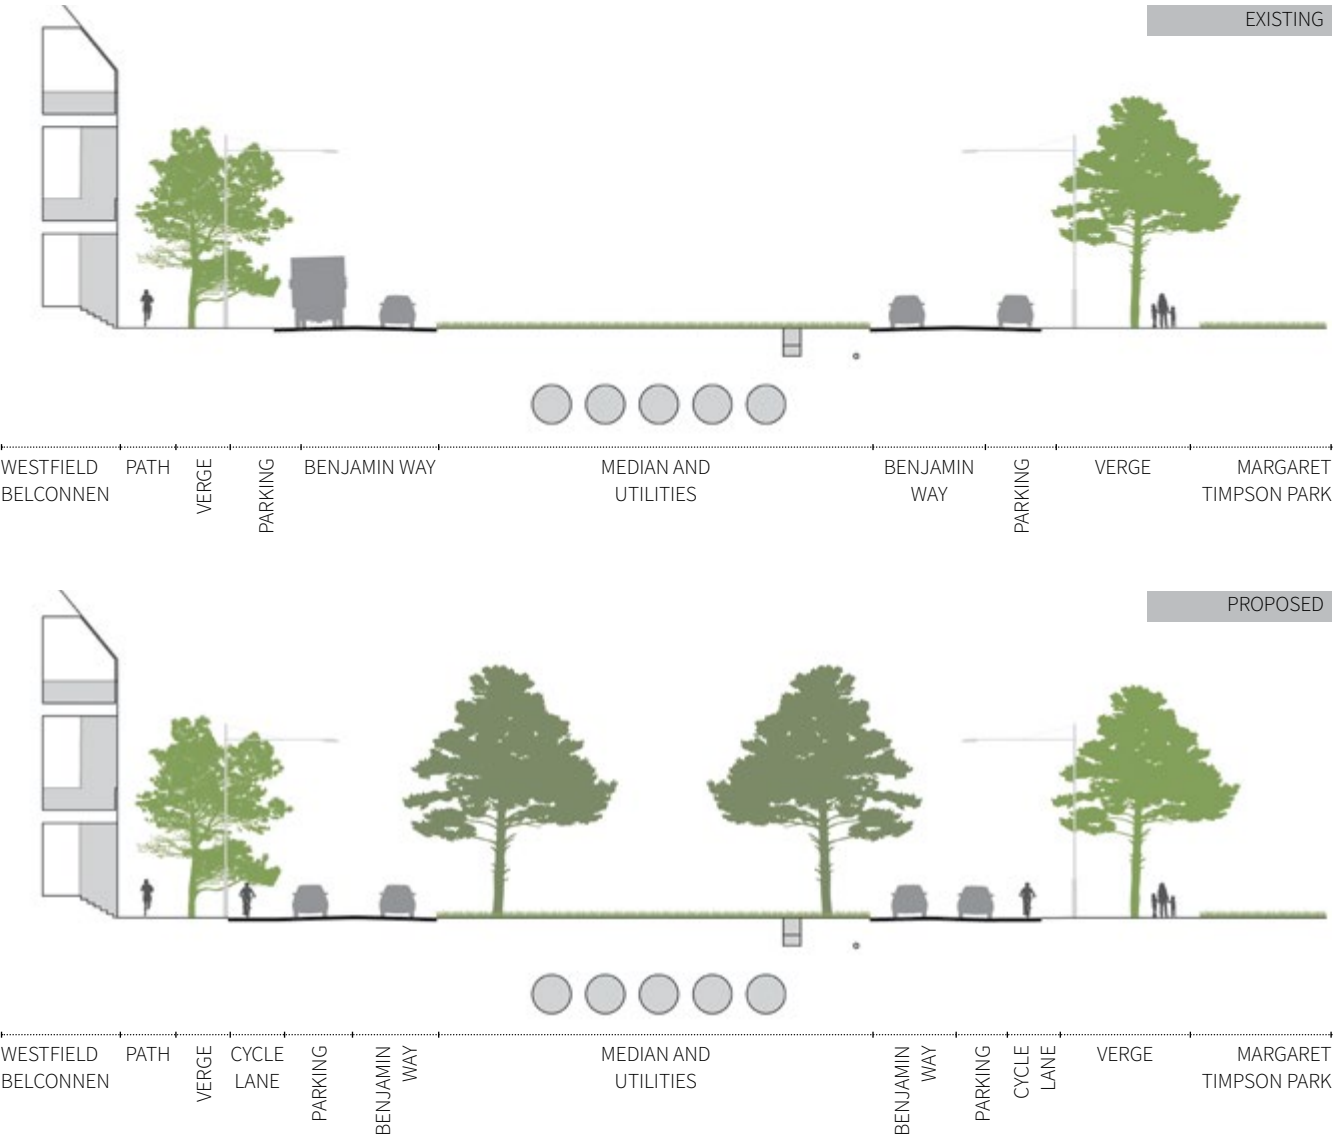 EXISTING
WESTFIELD
BELCONNEN
PATH
VERGE
PARKING
BENJAMIN WAY
MEDIAN AND
UTILITIES
BENJAMIN
WAY
PARKING
VERGE
MARGARET
TIMPSON PARK
PROPOSED
WESTFIELD
BELCONNEN
PATH
VERGE
CYCLE
LANE
PARKING
BENJAMIN
WAY
MEDIAN AND
UTILITIES
BENJAMIN
WAY
PARKING
CYCLE
LANE
VERGE
MARGARET
TIMPSON PARK